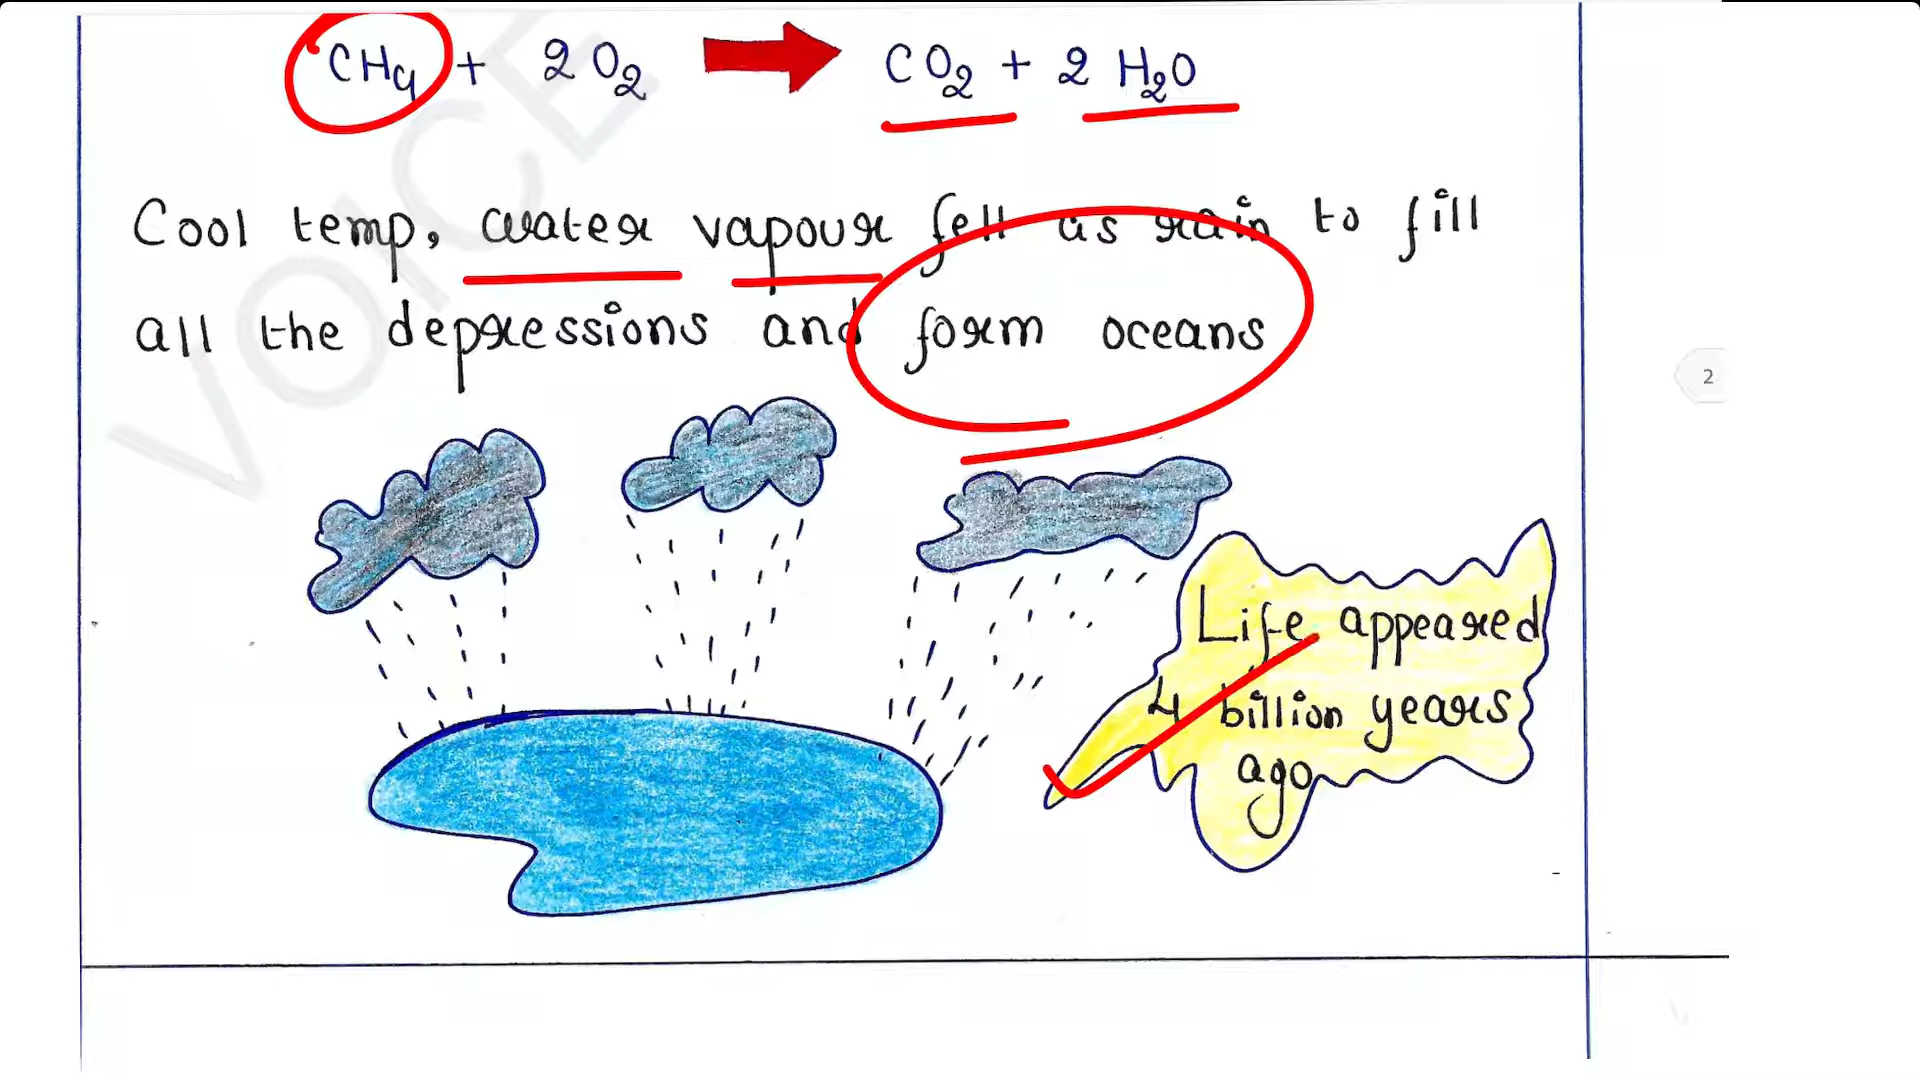 CH4 + 2 O2 → CO2 + 2 H2O
Cool temp, water vapour fell as rain to fill
all the depressions and form oceans
Life appeared
4 billion years
ago
2
VOICE